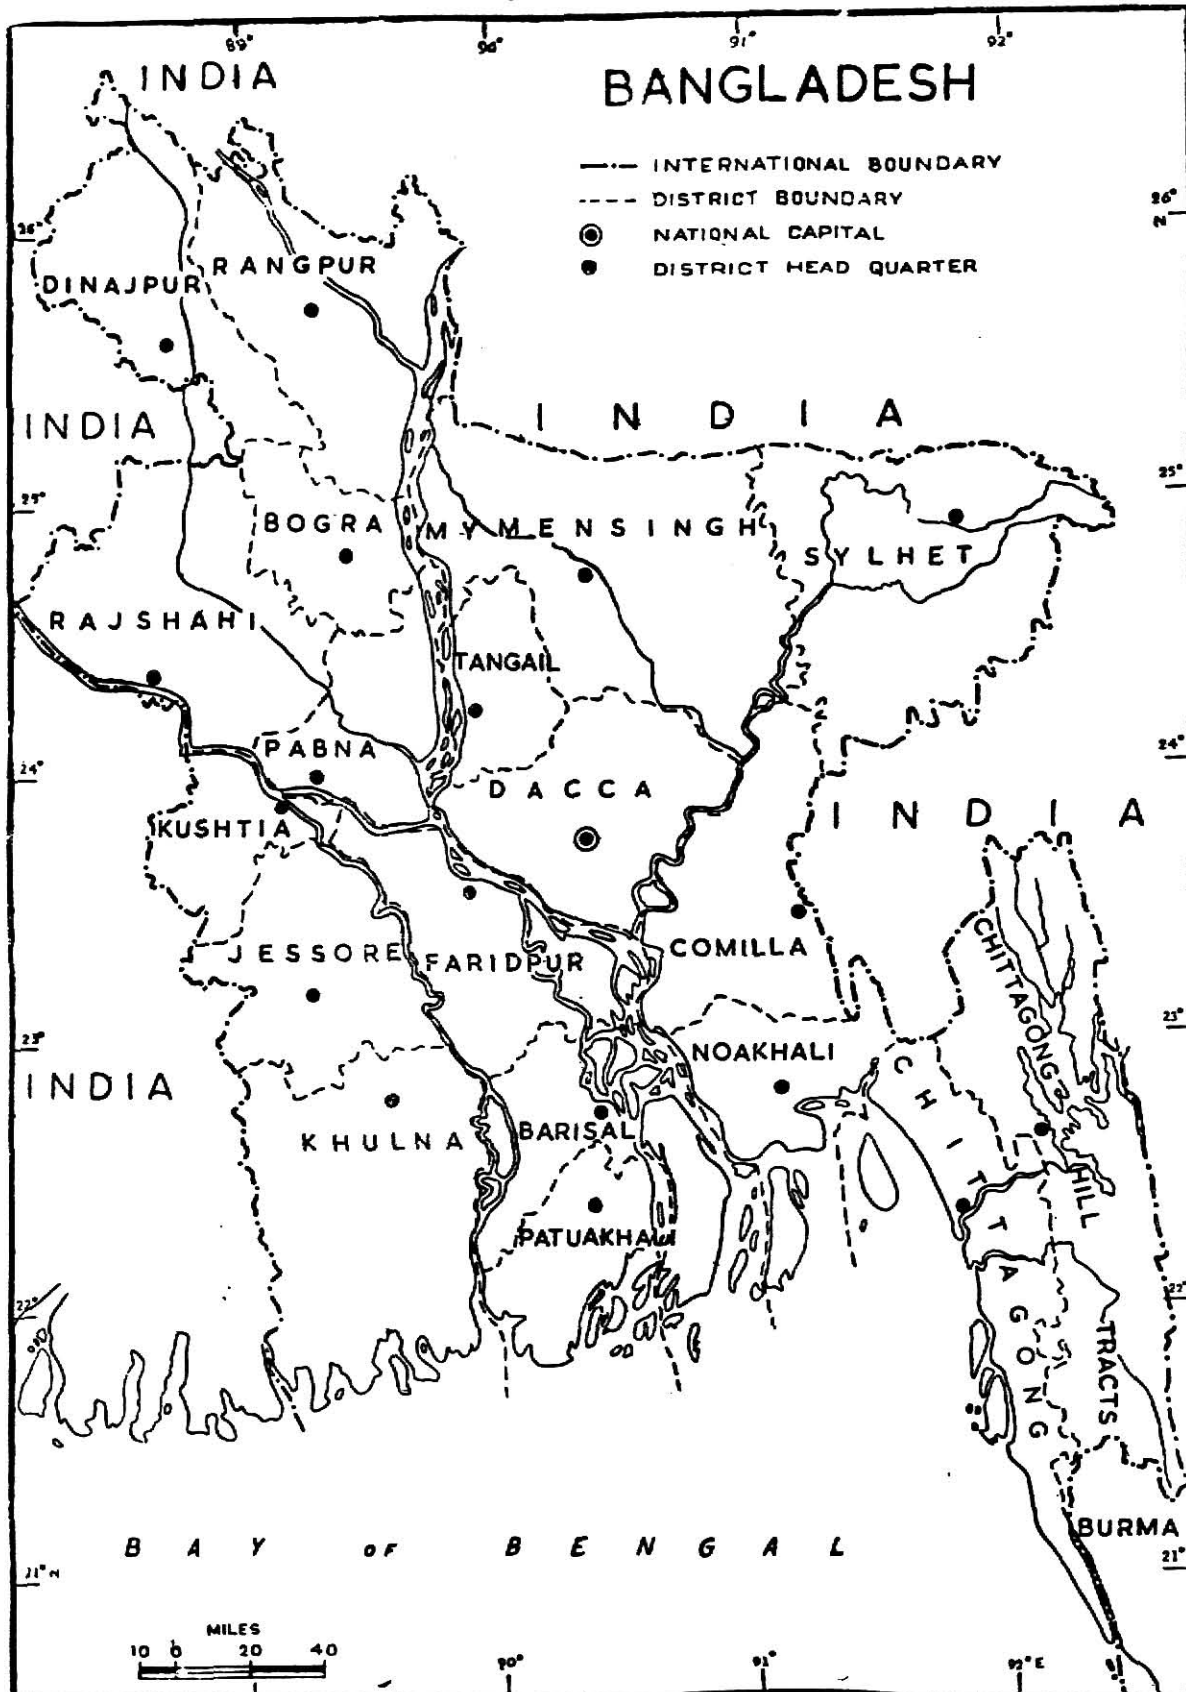 89° 90° 91° 92°
INDIA
BANGLADESH
INTERNATIONAL BOUNDARY
DISTRICT BOUNDARY
NATIONAL CAPITAL
DISTRICT HEAD QUARTER
26° 26° N
RANGPUR
DINAJPUR
INDIA
INDIA
25° 25°
BOGRA
MYMENSINGH
SYLHET
RAJSHAHI
TANGAIL
PABNA
24° 24°
DACCA
KUSHTIA
INDIA
JESSORE
FARIDPUR
COMILLA
CHITTAGONG HILL TRACTS
23° 23°
NOAKHALI
INDIA
CHITTAGONG
KHULNA
BARISAL
PATUAKHALI
22° 22°
BURMA
BAY OF BENGAL
21° N 21°
MILES
10 0 20 40
90° 91° 92° E